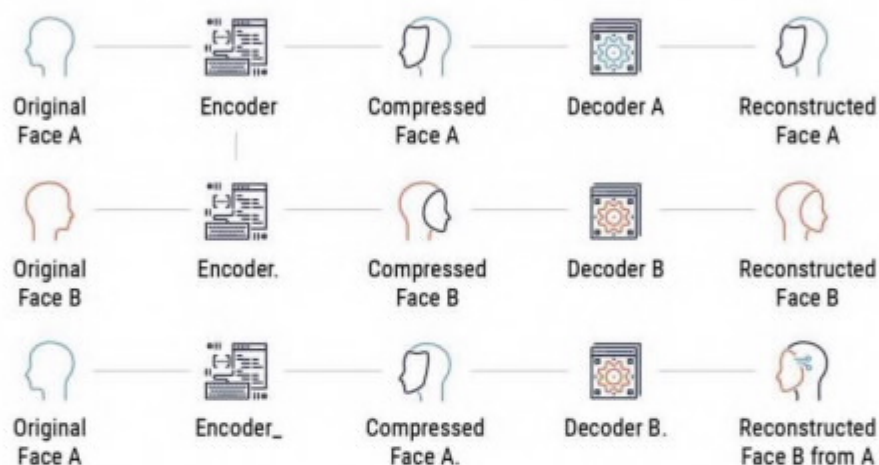 Original Encoder Compressed Decoder A Reconstructed
Face A Face A Face A
Original Encoder. Compressed Decoder B Reconstructed
Face B Face B Face B
Original Encoder_ Compressed Decoder B. Reconstructed
Face A Face A. Face B from A